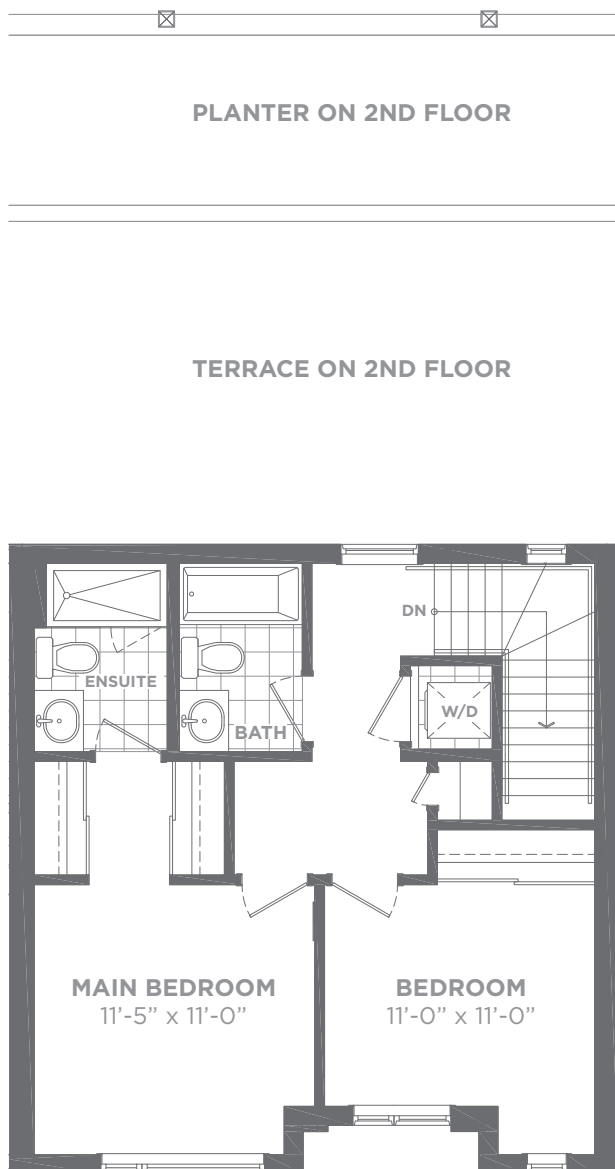 PLANTER ON 2ND FLOOR
TERRACE ON 2ND FLOOR
DN
ENSUITE
W/D
BATH
MAIN BEDROOM
11’-5” x 11’-0”
BEDROOM
11’-0” x 11’-0”